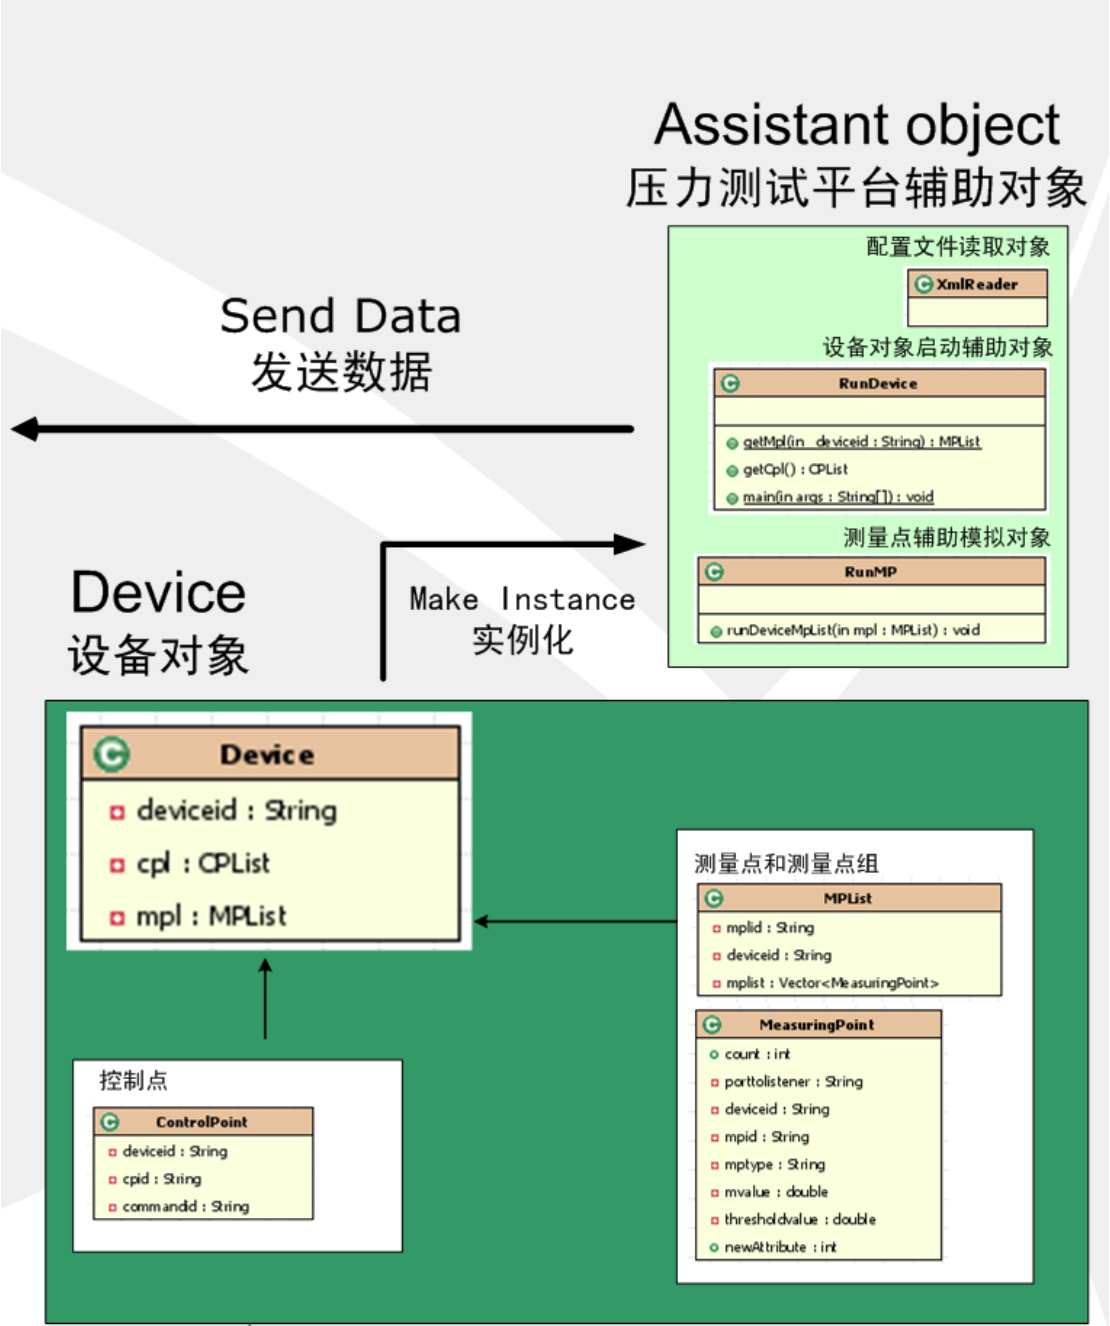 Assistant object
压力测试平台辅助对象
配置文件读取对象
XmlReader
设备对象启动辅助对象
RunDevice
getMpl(in deviceid : String) : MPList
getCpl() : CPList
main(in args : String[]) : void
测量点辅助模拟对象
RunMP
runDeviceMpList(in mpl : MPList) : void
Send Data
发送数据
Make Instance
实例化
Device
设备对象
Device
deviceid : String
cpl : CPList
mpl : MPList
测量点和测量点组
MPList
mplid : String
deviceid : String
mplist : Vector<MeasuringPoint>
MeasuringPoint
count : int
porttolistener : String
deviceid : String
mpid : String
mptype : String
mvalue : double
thresholdvalue : double
newAttribute : int
控制点
ControlPoint
deviceid : String
cpid : String
commandid : String